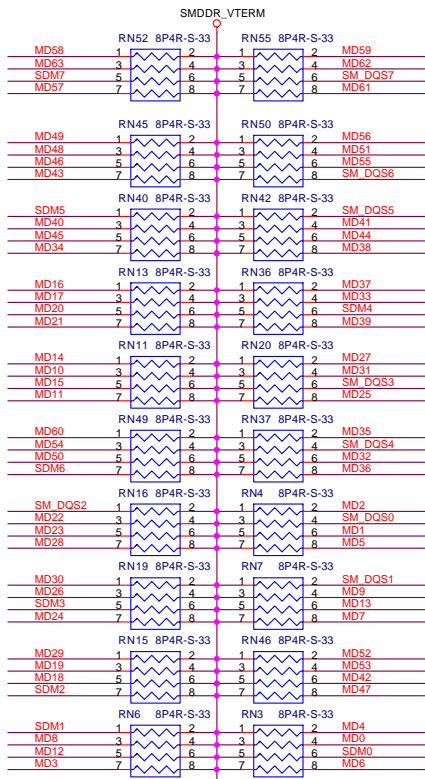 SMDDR_VTERM
RN52 8P4R-S-33 RN55 8P4R-S-33
MD58 1 2 1 2 MD59
MD63 3 4 3 4 MD62
SDM7 5 6 5 6 SM_DQS7
MD57 7 8 7 8 MD61
RN45 8P4R-S-33 RN50 8P4R-S-33
MD49 1 2 1 2 MD56
MD48 3 4 3 4 MD51
MD46 5 6 5 6 MD55
MD43 7 8 7 8 SM_DQS6
RN40 8P4R-S-33 RN42 8P4R-S-33
SDM5 1 2 1 2 SM_DQS5
MD40 3 4 3 4 MD41
MD45 5 6 5 6 MD44
MD34 7 8 7 8 MD38
RN13 8P4R-S-33 RN36 8P4R-S-33
MD16 1 2 1 2 MD37
MD17 3 4 3 4 MD33
MD20 5 6 5 6 SDM4
MD21 7 8 7 8 MD39
RN11 8P4R-S-33 RN20 8P4R-S-33
MD14 1 2 1 2 MD27
MD10 3 4 3 4 MD31
MD15 5 6 5 6 SM_DQS3
MD11 7 8 7 8 MD25
RN49 8P4R-S-33 RN37 8P4R-S-33
MD60 1 2 1 2 MD35
MD54 3 4 3 4 SM_DQS4
MD50 5 6 5 6 MD32
SDM6 7 8 7 8 MD36
RN16 8P4R-S-33 RN4 8P4R-S-33
SM_DQS2 1 2 1 2 MD2
MD22 3 4 3 4 SM_DQS0
MD23 5 6 5 6 MD1
MD28 7 8 7 8 MD5
RN19 8P4R-S-33 RN7 8P4R-S-33
MD30 1 2 1 2 SM_DQS1
MD26 3 4 3 4 MD9
SDM3 5 6 5 6 MD13
MD24 7 8 7 8 MD7
RN15 8P4R-S-33 RN46 8P4R-S-33
MD29 1 2 1 2 MD52
MD19 3 4 3 4 MD53
MD18 5 6 5 6 MD42
SDM2 7 8 7 8 MD47
RN6 8P4R-S-33 RN3 8P4R-S-33
SDM1 1 2 1 2 MD4
MD8 3 4 3 4 MD0
MD12 5 6 5 6 SDM0
MD3 7 8 7 8 MD6